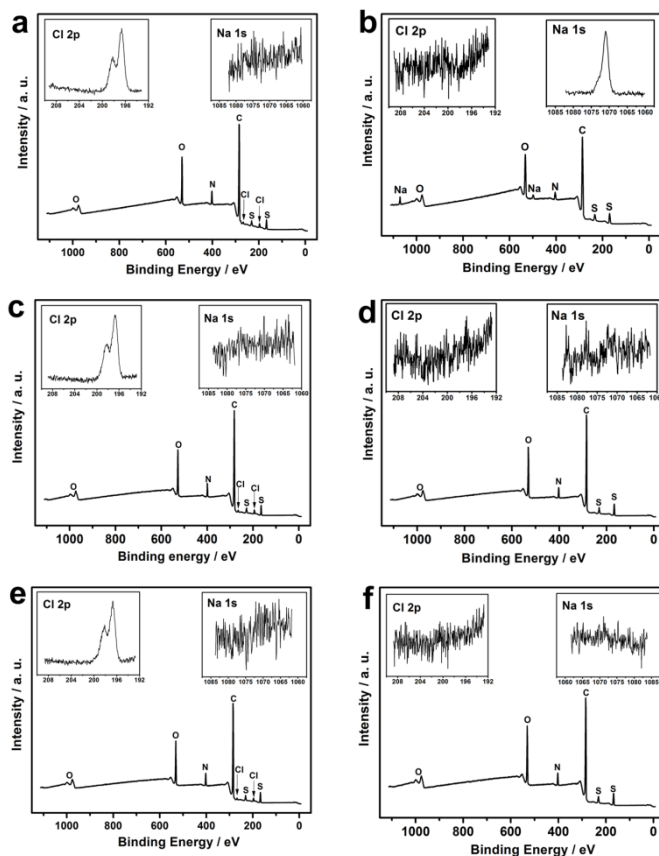 a
Cl 2p
208 204 200 196 192
Na 1s
1085 1080 1075 1070 1065 1060
O
O
N
C
Cl
S
Cl
S
1000 800 600 400 200 0
Binding Energy / eV
Intensity / a. u.
b
Cl 2p
208 204 200 196 192
Na 1s
1085 1080 1075 1070 1065 1060
Na
O
O
Na
N
C
S
S
1000 800 600 400 200 0
Binding Energy / eV
Intensity / a. u.
c
Cl 2p
208 204 200 196 192
Na 1s
1085 1080 1075 1070 1065 1060
O
O
N
C
Cl
S
Cl
S
1000 800 600 400 200 0
Binding energy / eV
Intensity / a. u.
d
Cl 2p
208 204 200 196 192
Na 1s
1085 1080 1075 1070 1065 1060
O
O
N
C
S
S
1000 800 600 400 200 0
Binding Energy / eV
Intensity / a. u.
e
Cl 2p
208 204 200 196 192
Na 1s
1085 1080 1075 1070 1065 1060
O
O
N
C
Cl
S
Cl
S
1000 800 600 400 200 0
Binding Energy / eV
Intensity / a. u.
f
Cl 2p
208 204 200 196 192
Na 1s
1060 1065 1070 1075 1080 1085
O
O
N
C
S
S
1000 800 600 400 200 0
Binding Energy / eV
Intensity / a. u.